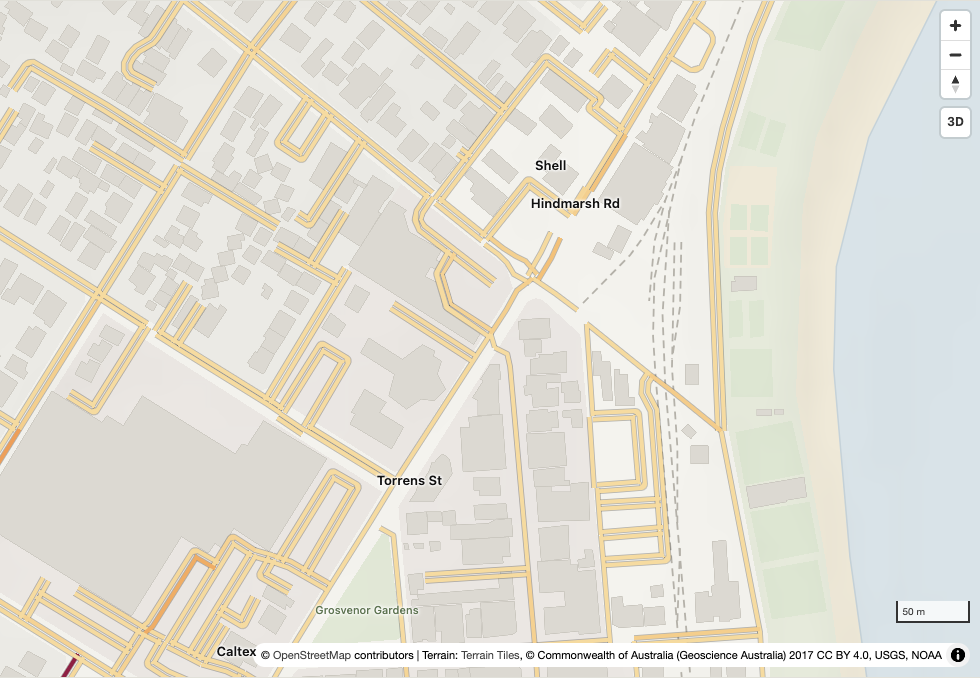 +
−
3D
Shell
Hindmarsh Rd
Torrens St
Grosvenor Gardens
50 m
Caltex
© OpenStreetMap contributors | Terrain: Terrain Tiles, © Commonwealth of Australia (Geoscience Australia) 2017 CC BY 4.0, USGS, NOAA